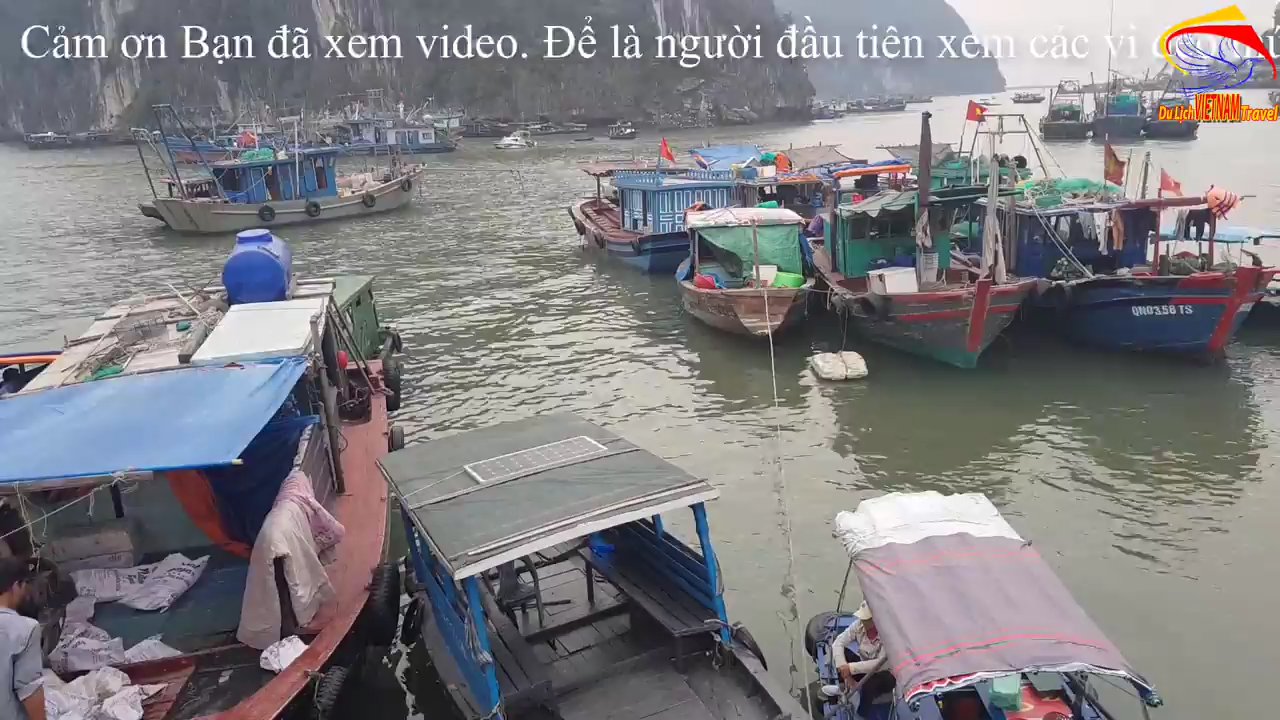 Cảm ơn Bạn đã xem video. Để là người đầu tiên xem các vi
Du Lịch VIETNAM Travel
QN0358 TS